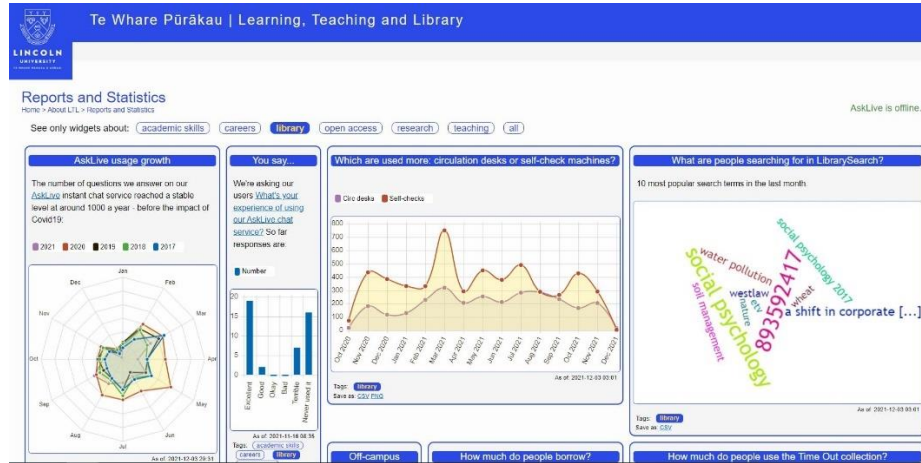 Te Whare Pūrākau | Learning, Teaching and Library
LINCOLN
UNIVERSITY
Reports and Statistics
Home > About LTL > Reports and Statistics
AskLive is offline.
See only widgets about: academic skills careers library open access research teaching all
AskLive usage growth
The number of questions we answer on our
AskLive instant chat service reached a stable
level at around 1000 a year - before the impact of
Covid19:
2021 2020 2019 2018 2017
Jan
Feb
Mar
Apr
May
Jun
Jul
Aug
Sep
Oct
Nov
Dec
You say...
We're asking our
users What's your
experience of using
our AskLive chat
service? So far
responses are:
Number
20
15
10
5
0
Excellent
Good
Okay
Bad
Terrible
Never used it
Tags: academic skills
careers library
Which are used more: circulation desks or self-check machines?
Circ desks Self-checks
800
700
600
500
400
300
200
100
0
Oct 2020
Nov 2020
Dec 2020
Jan 2021
Feb 2021
Mar 2021
Apr 2021
May 2021
Jun 2021
Jul 2021
Aug 2021
Sep 2021
Oct 2021
Nov 2021
Dec 2021
As of: 2021-12-03 03:01
Tags: library
Save as: CSV PNG
What are people searching for in LibrarySearch?
10 most popular search terms in the last month:
social psychology 2017
water pollution
social psychology
893592417
westlaw
etv
nature
wheat
soil management
a shift in corporate [...]
As of: 2021-12-03 03:01
Tags: library
Save as: CSV
Off-campus
How much do people borrow?
How much do people use the Time Out collection?